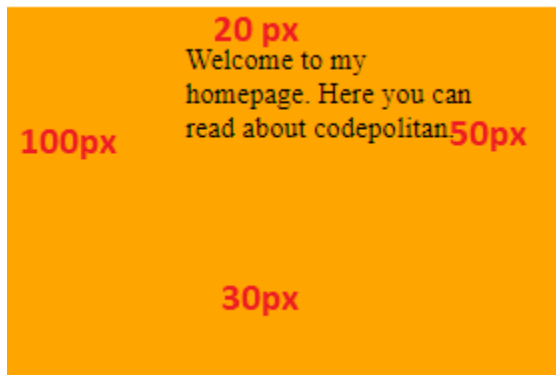 20 px
Welcome to my
homepage. Here you can
read about codepolitan.
100px
50px
30px